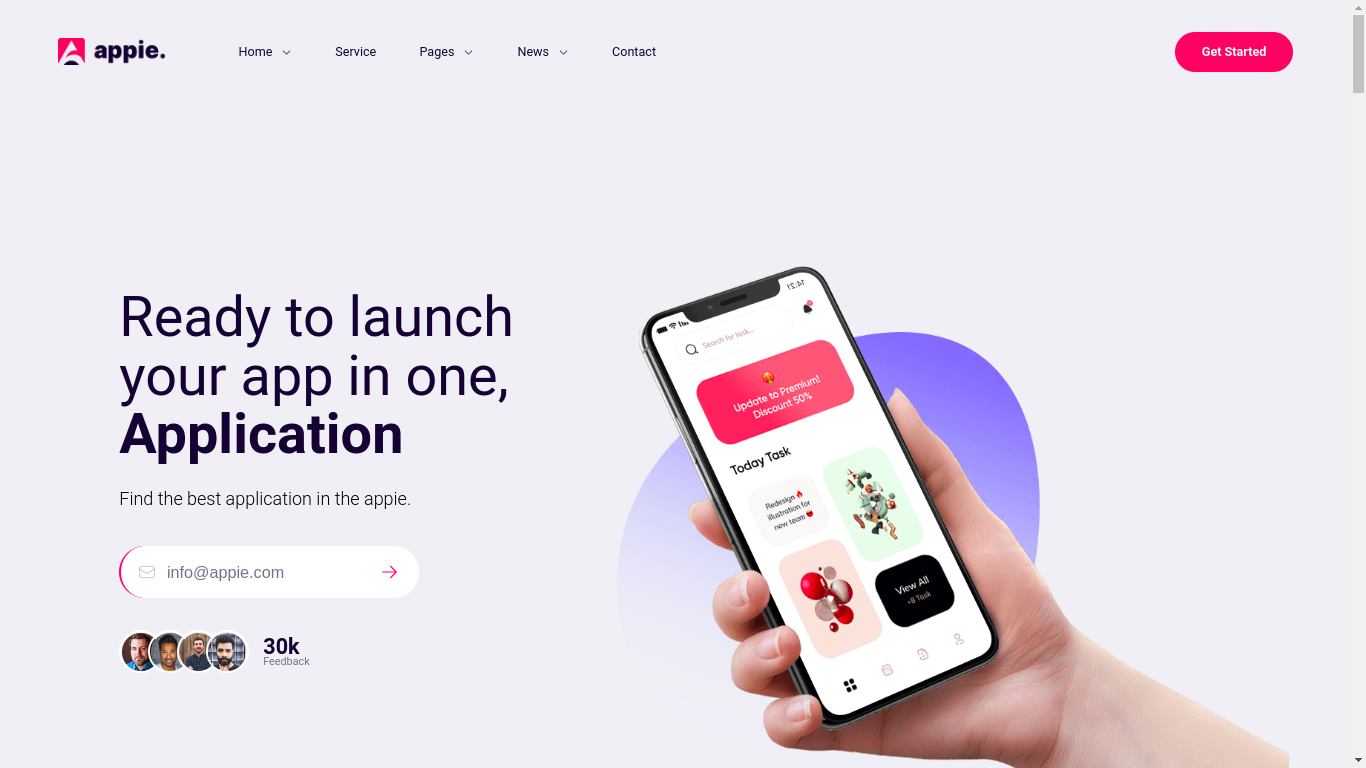 appie.
Home
Service
Pages
News
Contact
Get Started
Ready to launch
your app in one,
Application
Find the best application in the appie.
info@appie.com
30k
Feedback
14:21
Search for task...
Update to Premium!
Discount 50%
Today Task
Redesign 🔥
illustration for
new team
View All
+8 Task